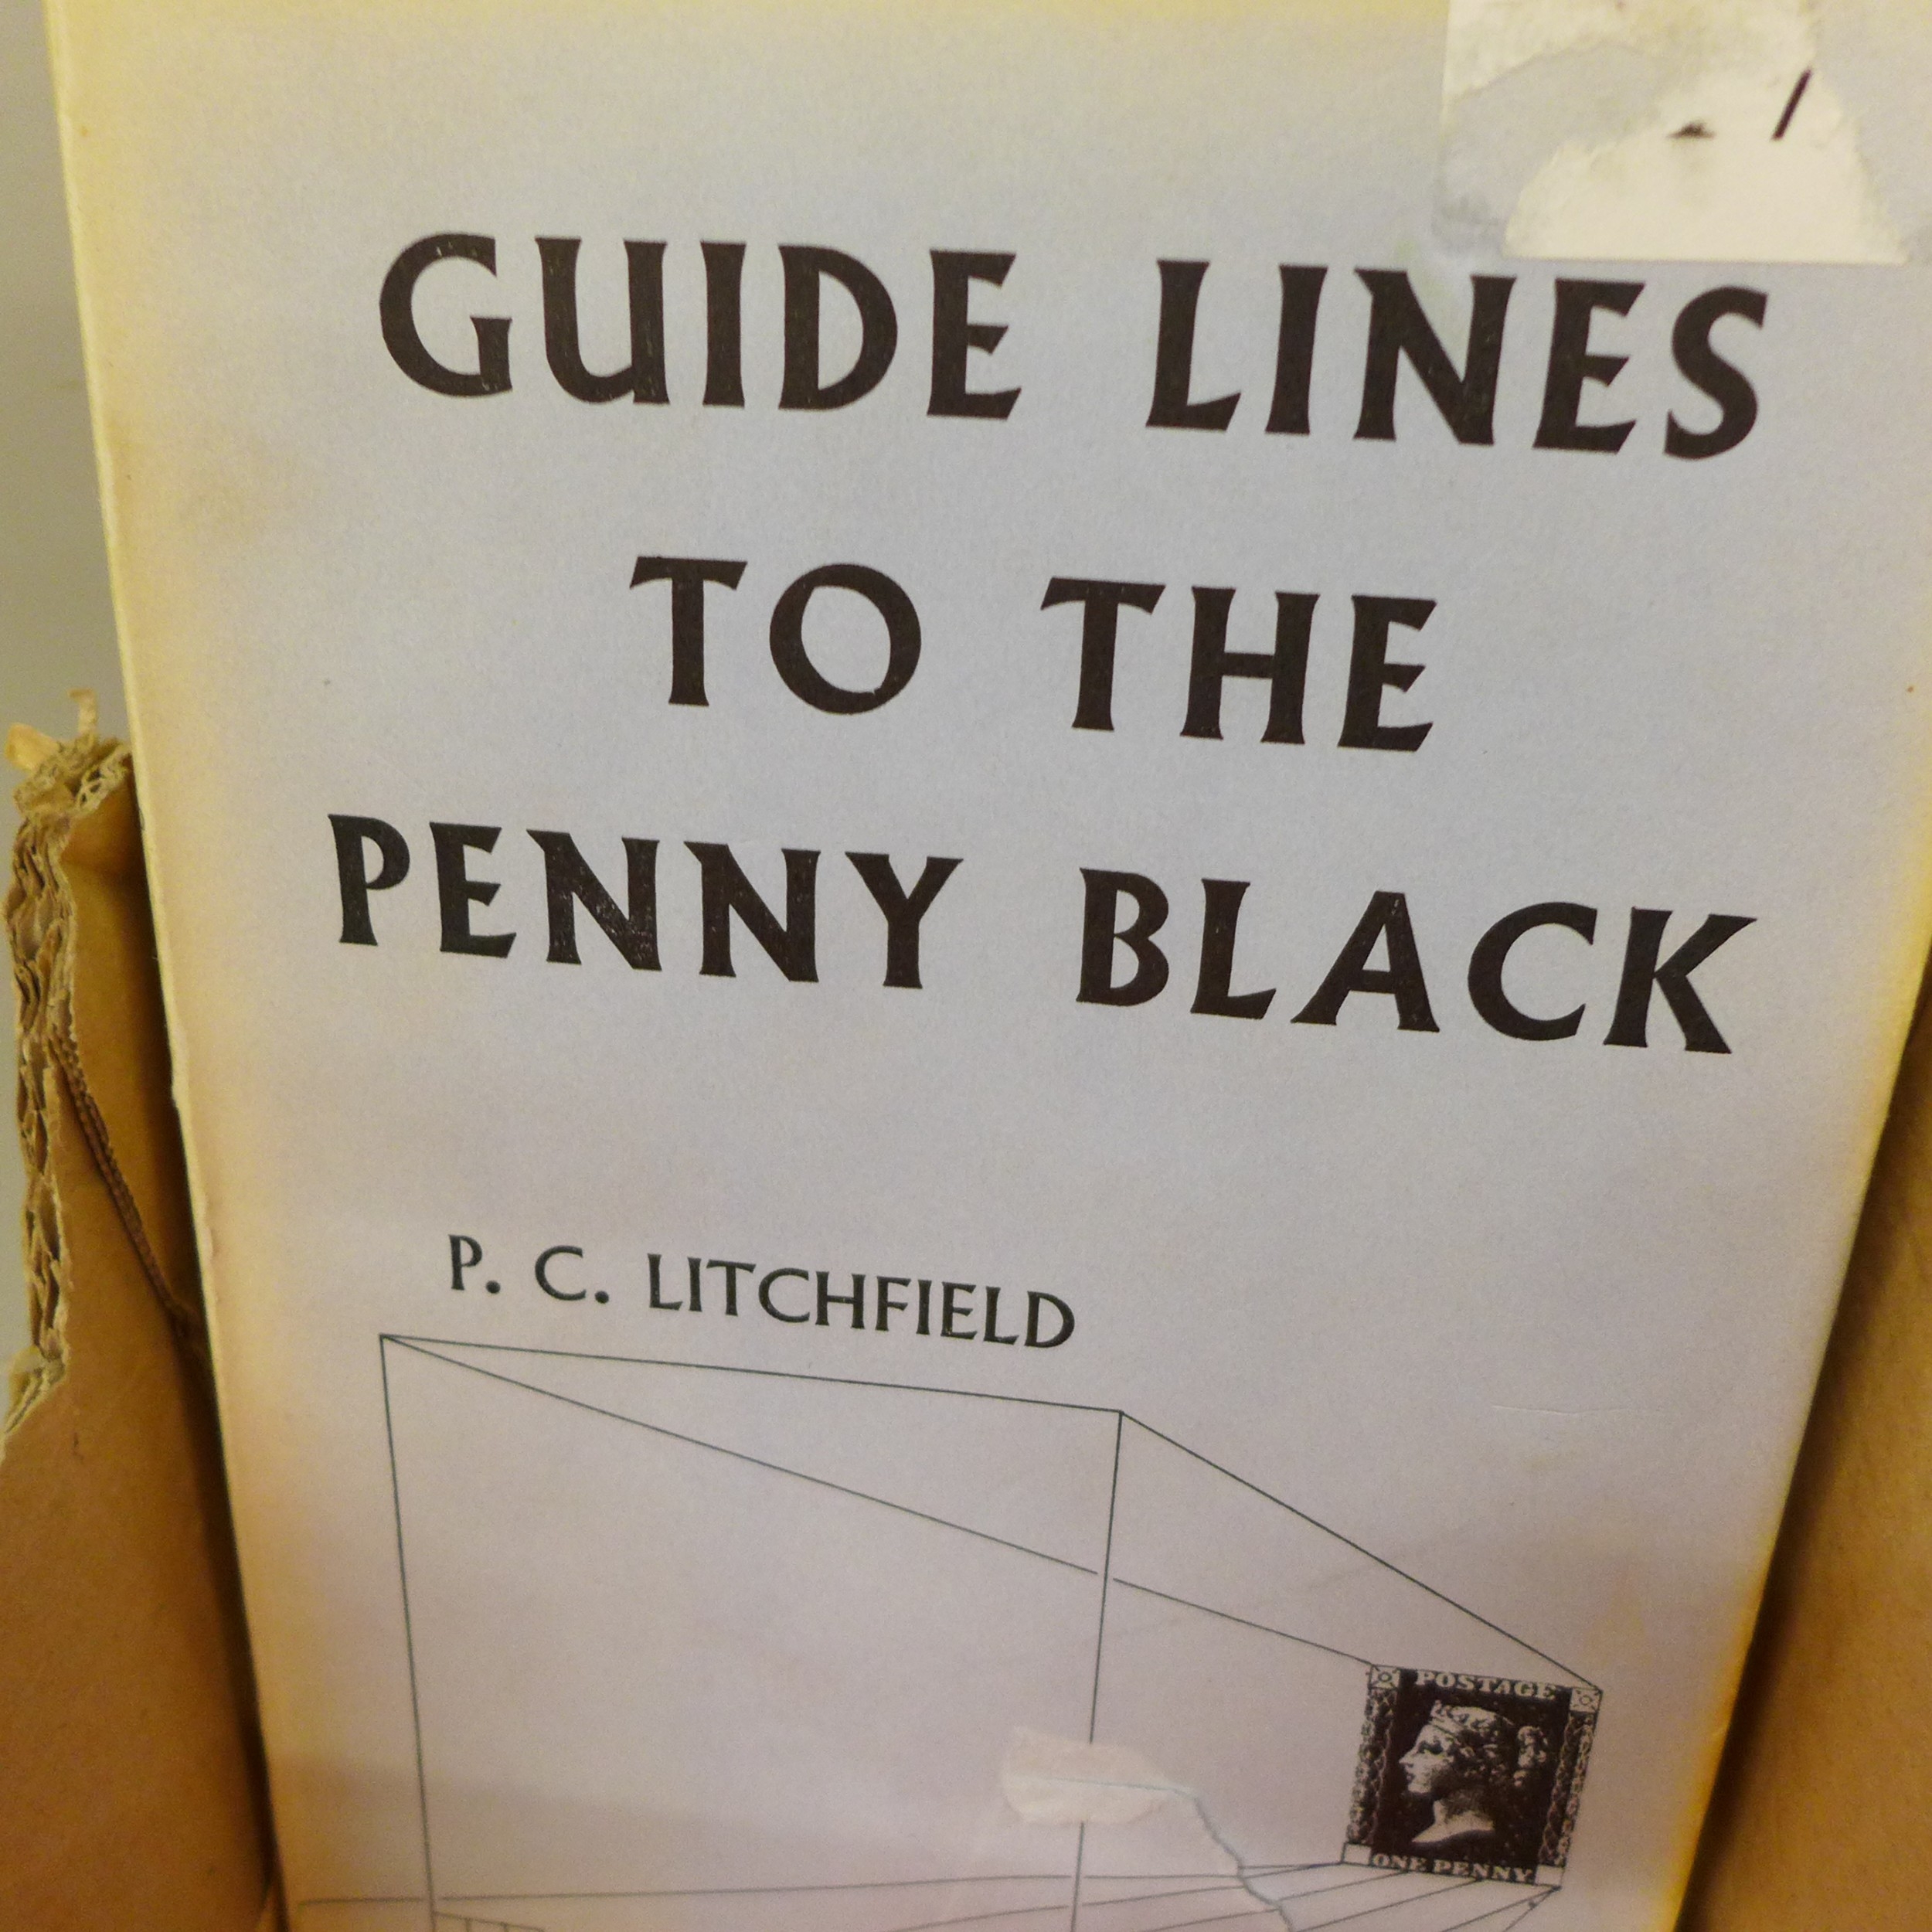 GUIDE LINES
TO THE
PENNY BLACK
P. C. LITCHFIELD
POSTAGE
ONE PENNY